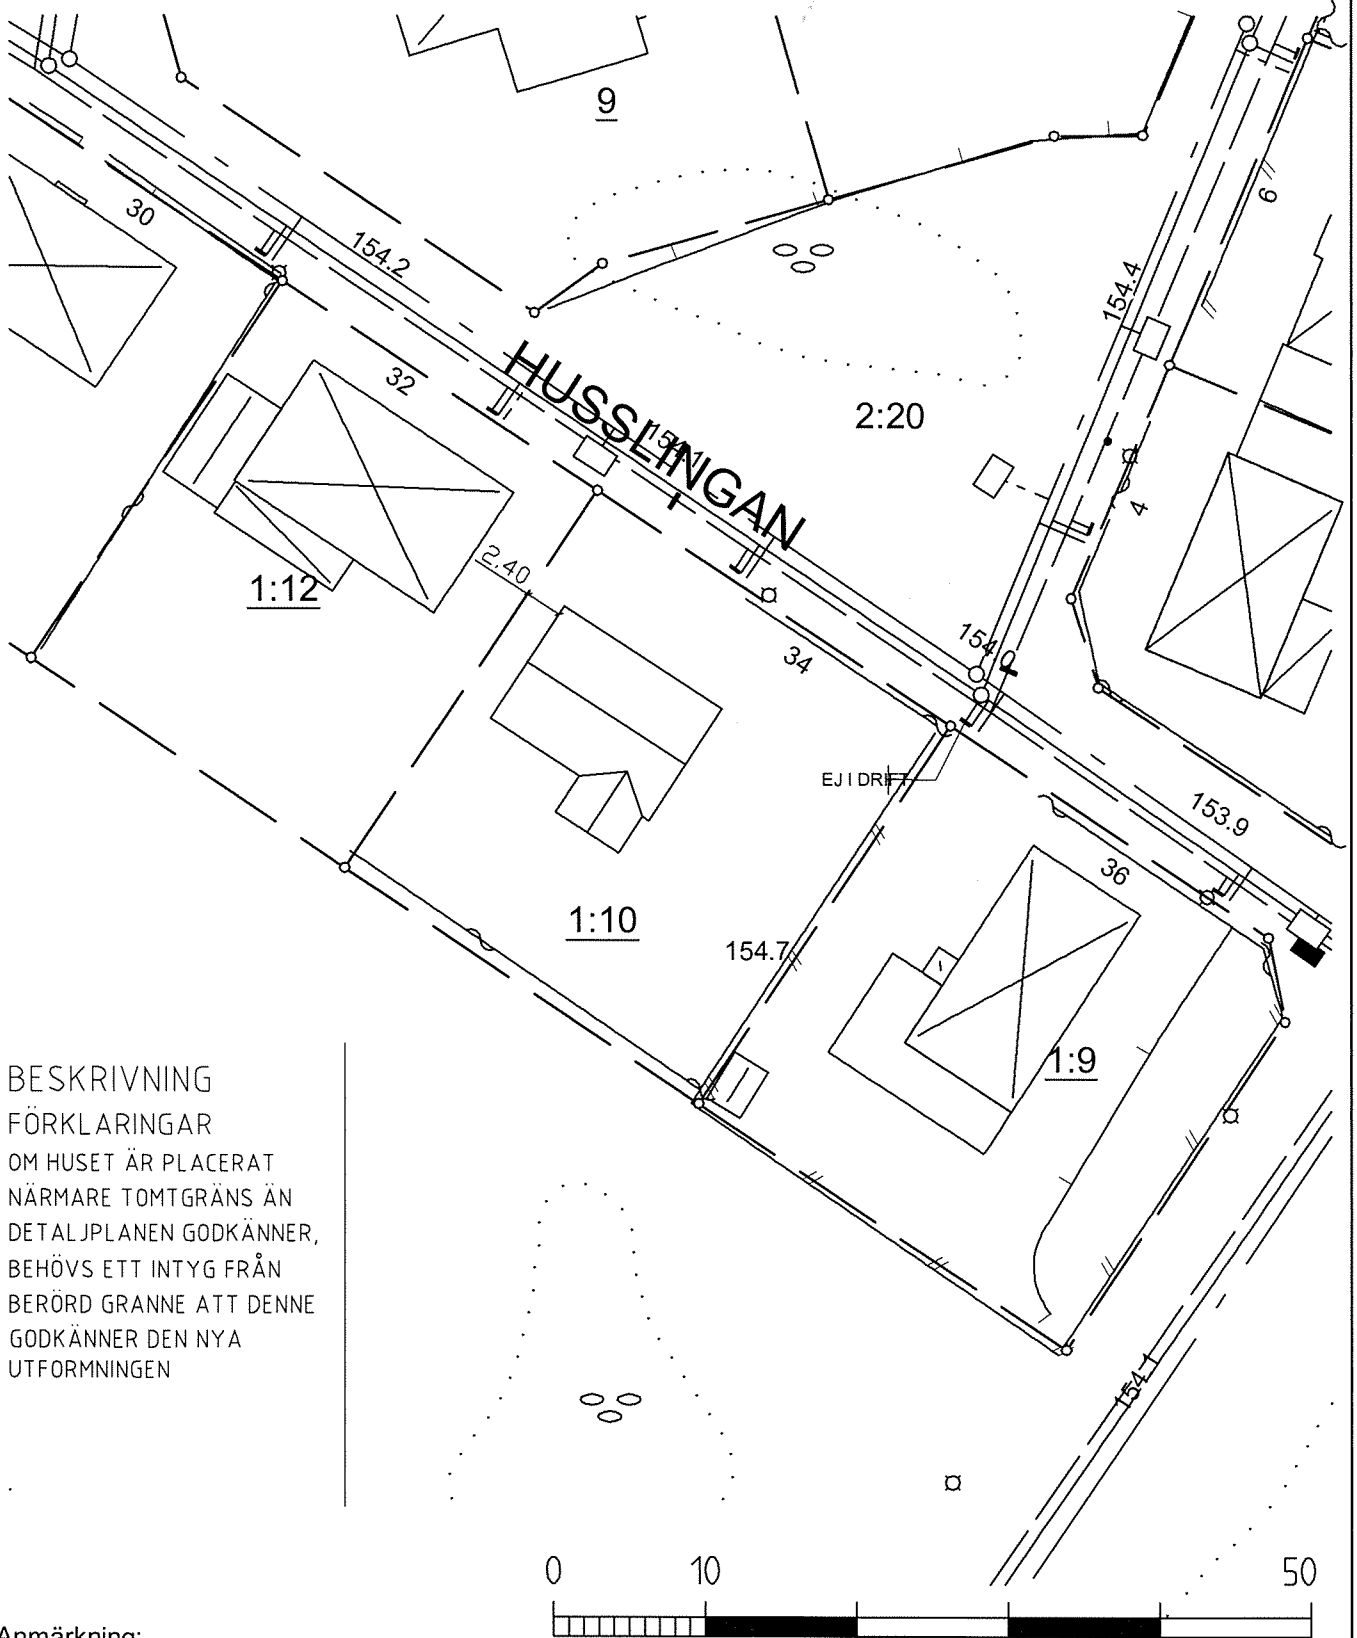 9
30
154.2
6
154.4
32
HUSSLINGAN
154.1
2:20
4
2.40
1:12
34
154.0
EJ I DRIFT
153.9
36
1:10
154.7
1:9
BESKRIVNING
FÖRKLARINGAR
OM HUSET ÄR PLACERAT
NÄRMARE TOMTGRÄNS ÄN
DETALJPLANEN GODKÄNNER,
BEHÖVS ETT INTYG FRÅN
BERÖRD GRANNE ATT DENNE
GODKÄNNER DEN NYA
UTFORMNINGEN
154.1
0 10 50
Anmärkning: